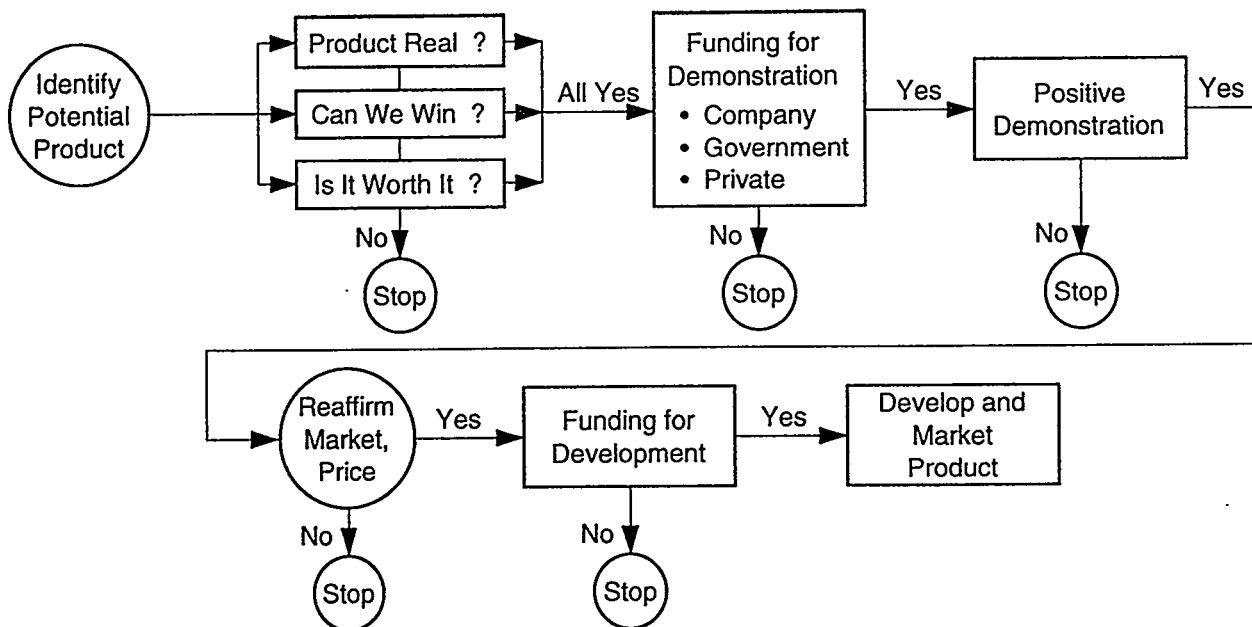 Identify
Potential
Product
Product Real ?
Can We Win ?
Is It Worth It ?
No
Stop
All Yes
Funding for
Demonstration
• Company
• Government
• Private
No
Stop
Yes
Positive
Demonstration
Yes
No
Stop
Reaffirm
Market,
Price
No
Stop
Yes
Funding for
Development
No
Stop
Yes
Develop and
Market
Product